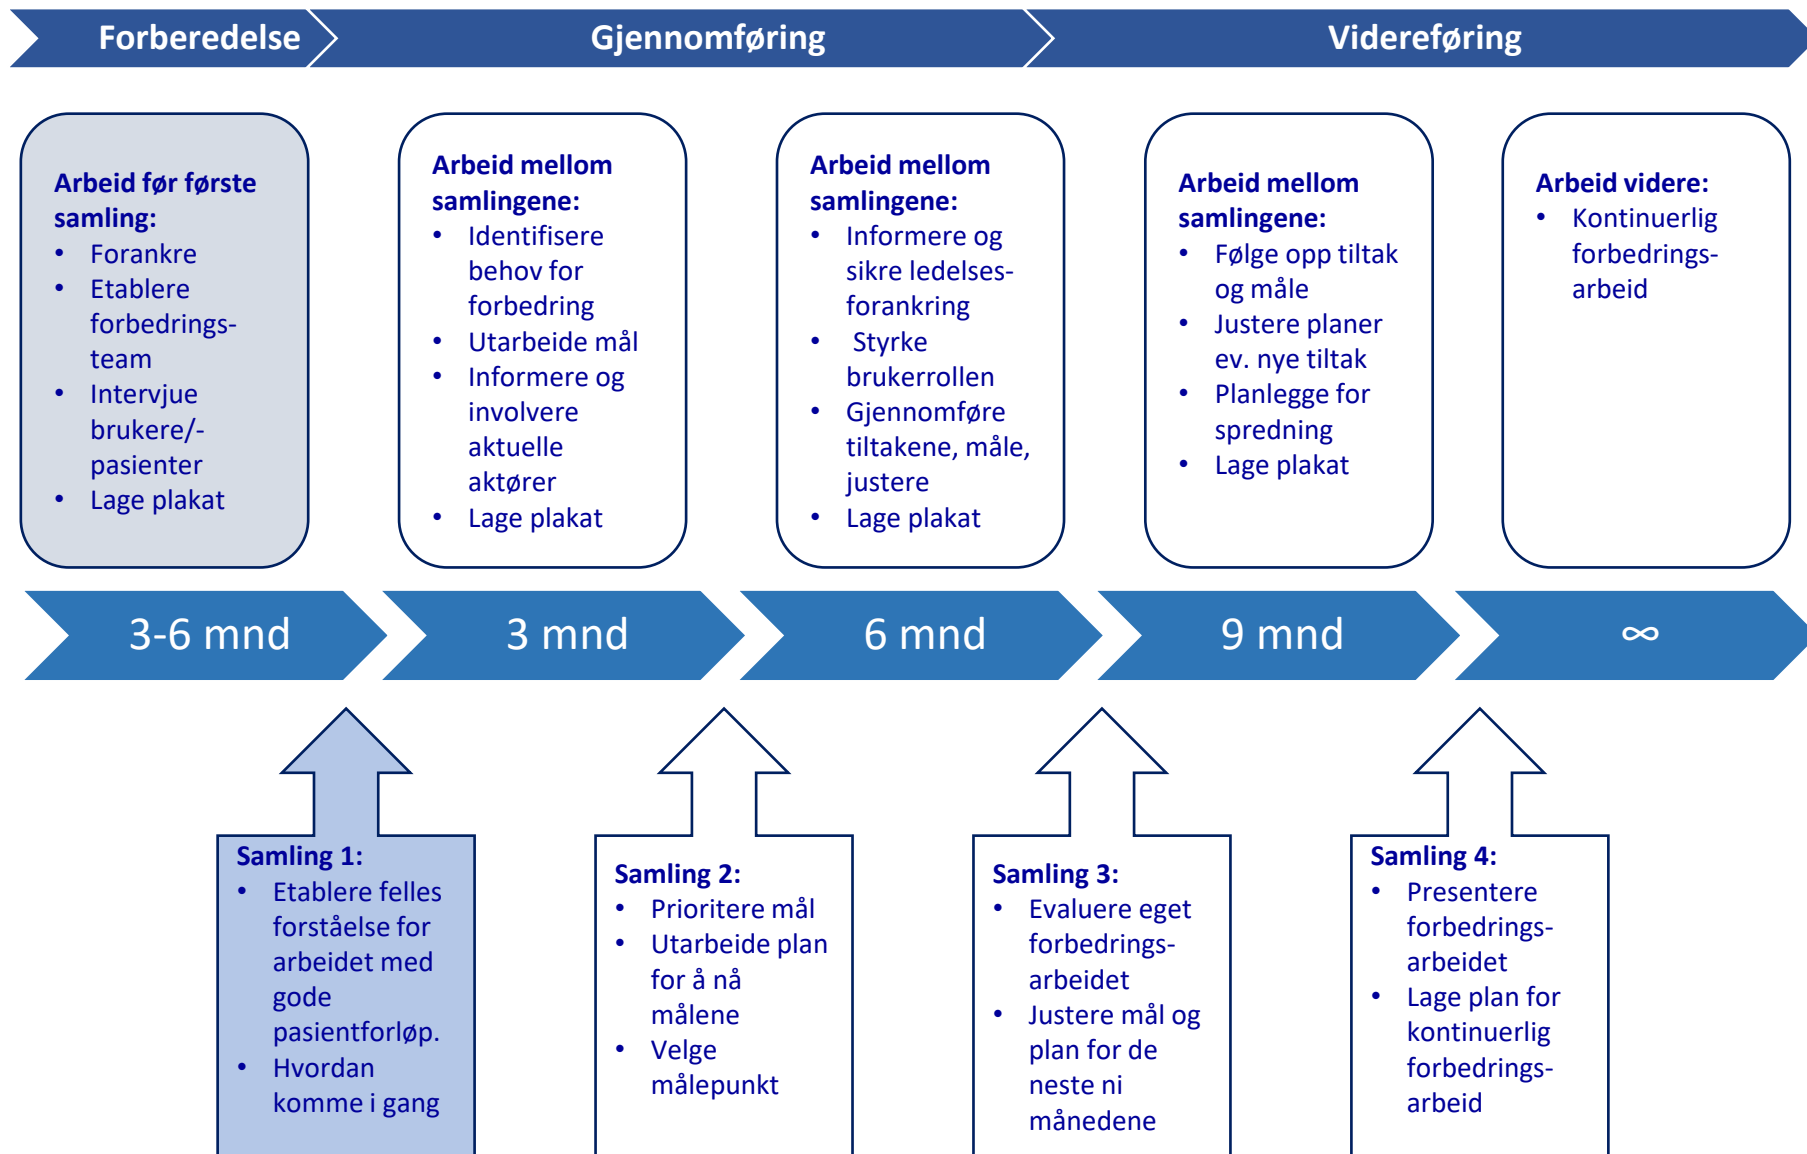 Forberedelse
Gjennomføring
Videreføring
Arbeid før første
samling:
• Forankre
• Etablere
forbedrings-
team
• Intervjue
brukere/-
pasienter
• Lage plakat
Arbeid mellom
samlingene:
• Identifisere
behov for
forbedring
• Utarbeide mål
• Informere og
involvere
aktuelle
aktører
• Lage plakat
Arbeid mellom
samlingene:
• Informere og
sikre ledelses-
forankring
• Styrke
brukerrollen
• Gjennomføre
tiltakene, måle,
justere
• Lage plakat
Arbeid mellom
samlingene:
• Følge opp tiltak
og måle
• Justere planer
ev. nye tiltak
• Planlegge for
spredning
• Lage plakat
Arbeid videre:
• Kontinuerlig
forbedrings-
arbeid
3-6 mnd
3 mnd
6 mnd
9 mnd
∞
Samling 1:
• Etablere felles
forståelse for
arbeidet med
gode
pasientforløp.
• Hvordan
komme i gang
Samling 2:
• Prioritere mål
• Utarbeide plan
for å nå
målene
• Velge
målepunkt
Samling 3:
• Evaluere eget
forbedrings-
arbeidet
• Justere mål og
plan for de
neste ni
månedene
Samling 4:
• Presentere
forbedrings-
arbeidet
• Lage plan for
kontinuerlig
forbedrings-
arbeid